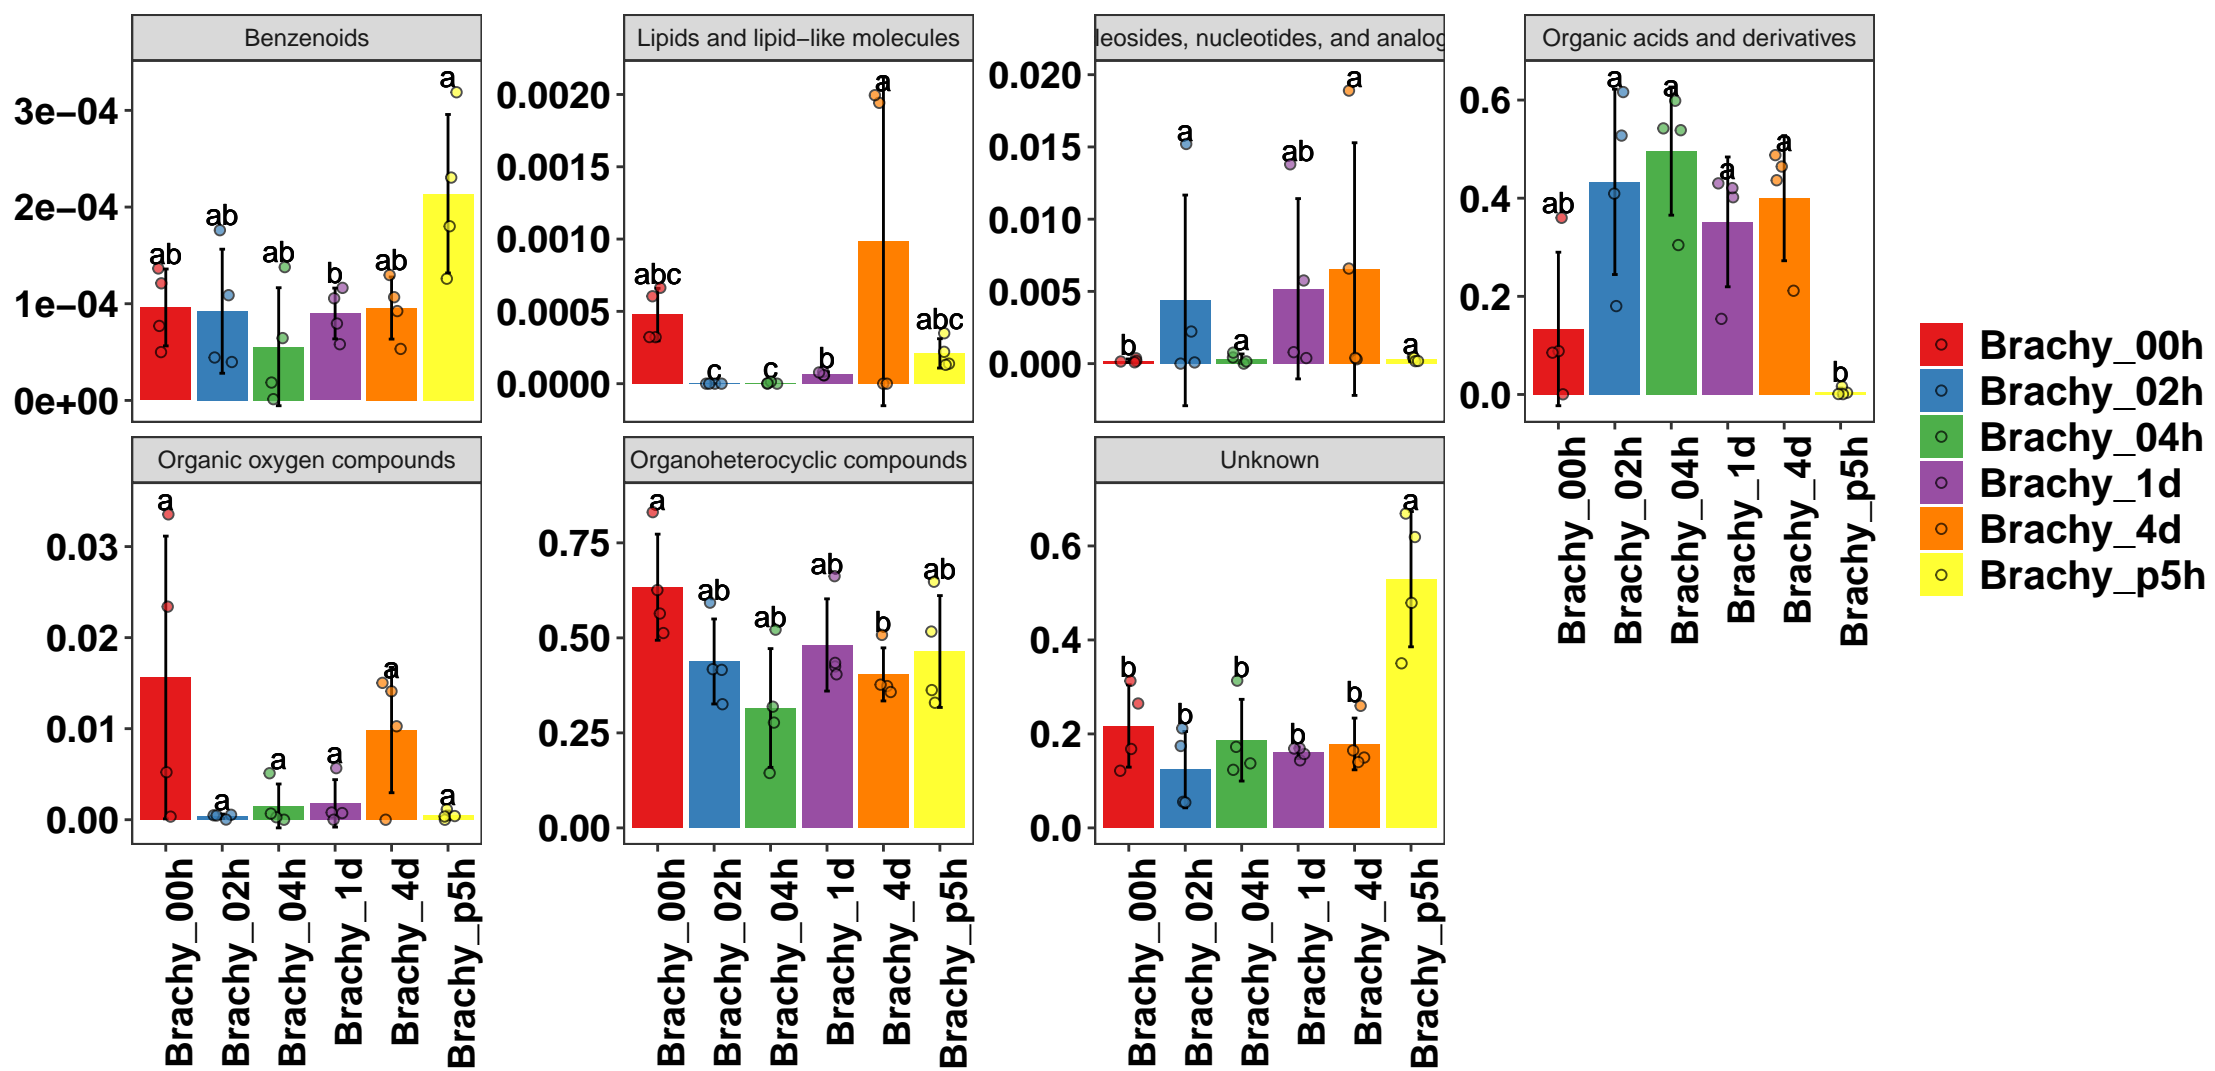 Benzenoids
3e−04
2e−04
1e−04
0e+00
ab
ab
ab
b
ab
a
Lipids and lipid−like molecules
0.0020
0.0015
0.0010
0.0005
0.0000
abc
c
c
b
a
abc
leosides, nucleotides, and analog
0.020
0.015
0.010
0.005
0.000
b
a
a
ab
a
a
Organic acids and derivatives
0.6
0.4
0.2
0.0
ab
a
a
a
a
b
Brachy_00h
Brachy_02h
Brachy_04h
Brachy_1d
Brachy_4d
Brachy_p5h
Organic oxygen compounds
0.03
0.02
0.01
0.00
a
a
a
a
a
a
Brachy_00h
Brachy_02h
Brachy_04h
Brachy_1d
Brachy_4d
Brachy_p5h
Organoheterocyclic compounds
0.75
0.50
0.25
0.00
a
ab
ab
ab
b
ab
Brachy_00h
Brachy_02h
Brachy_04h
Brachy_1d
Brachy_4d
Brachy_p5h
Unknown
0.6
0.4
0.2
0.0
b
b
b
b
b
a
Brachy_00h
Brachy_02h
Brachy_04h
Brachy_1d
Brachy_4d
Brachy_p5h
Brachy_00h
Brachy_02h
Brachy_04h
Brachy_1d
Brachy_4d
Brachy_p5h